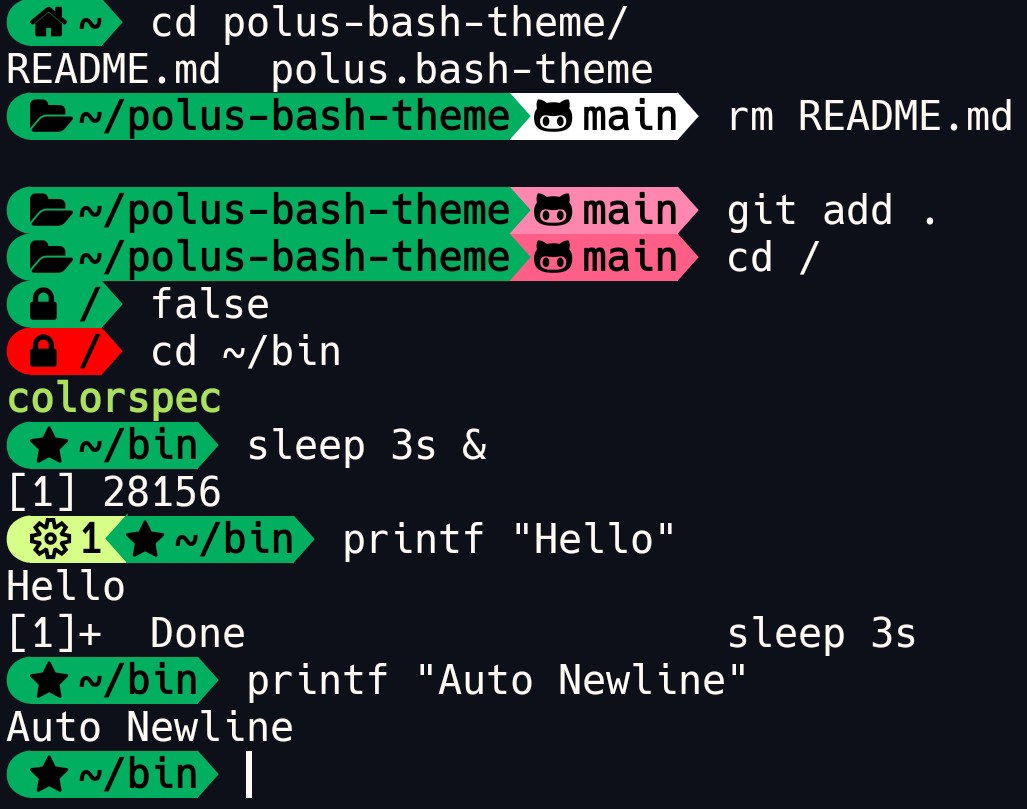 ~ cd polus-bash-theme/
README.md  polus.bash-theme
~/polus-bash-theme main rm README.md
~/polus-bash-theme main git add .
~/polus-bash-theme main cd /
/ false
/ cd ~/bin
colorspec
~/bin sleep 3s &
[1] 28156
1 ~/bin printf "Hello"
Hello
[1]+  Done                    sleep 3s
~/bin printf "Auto Newline"
Auto Newline
~/bin